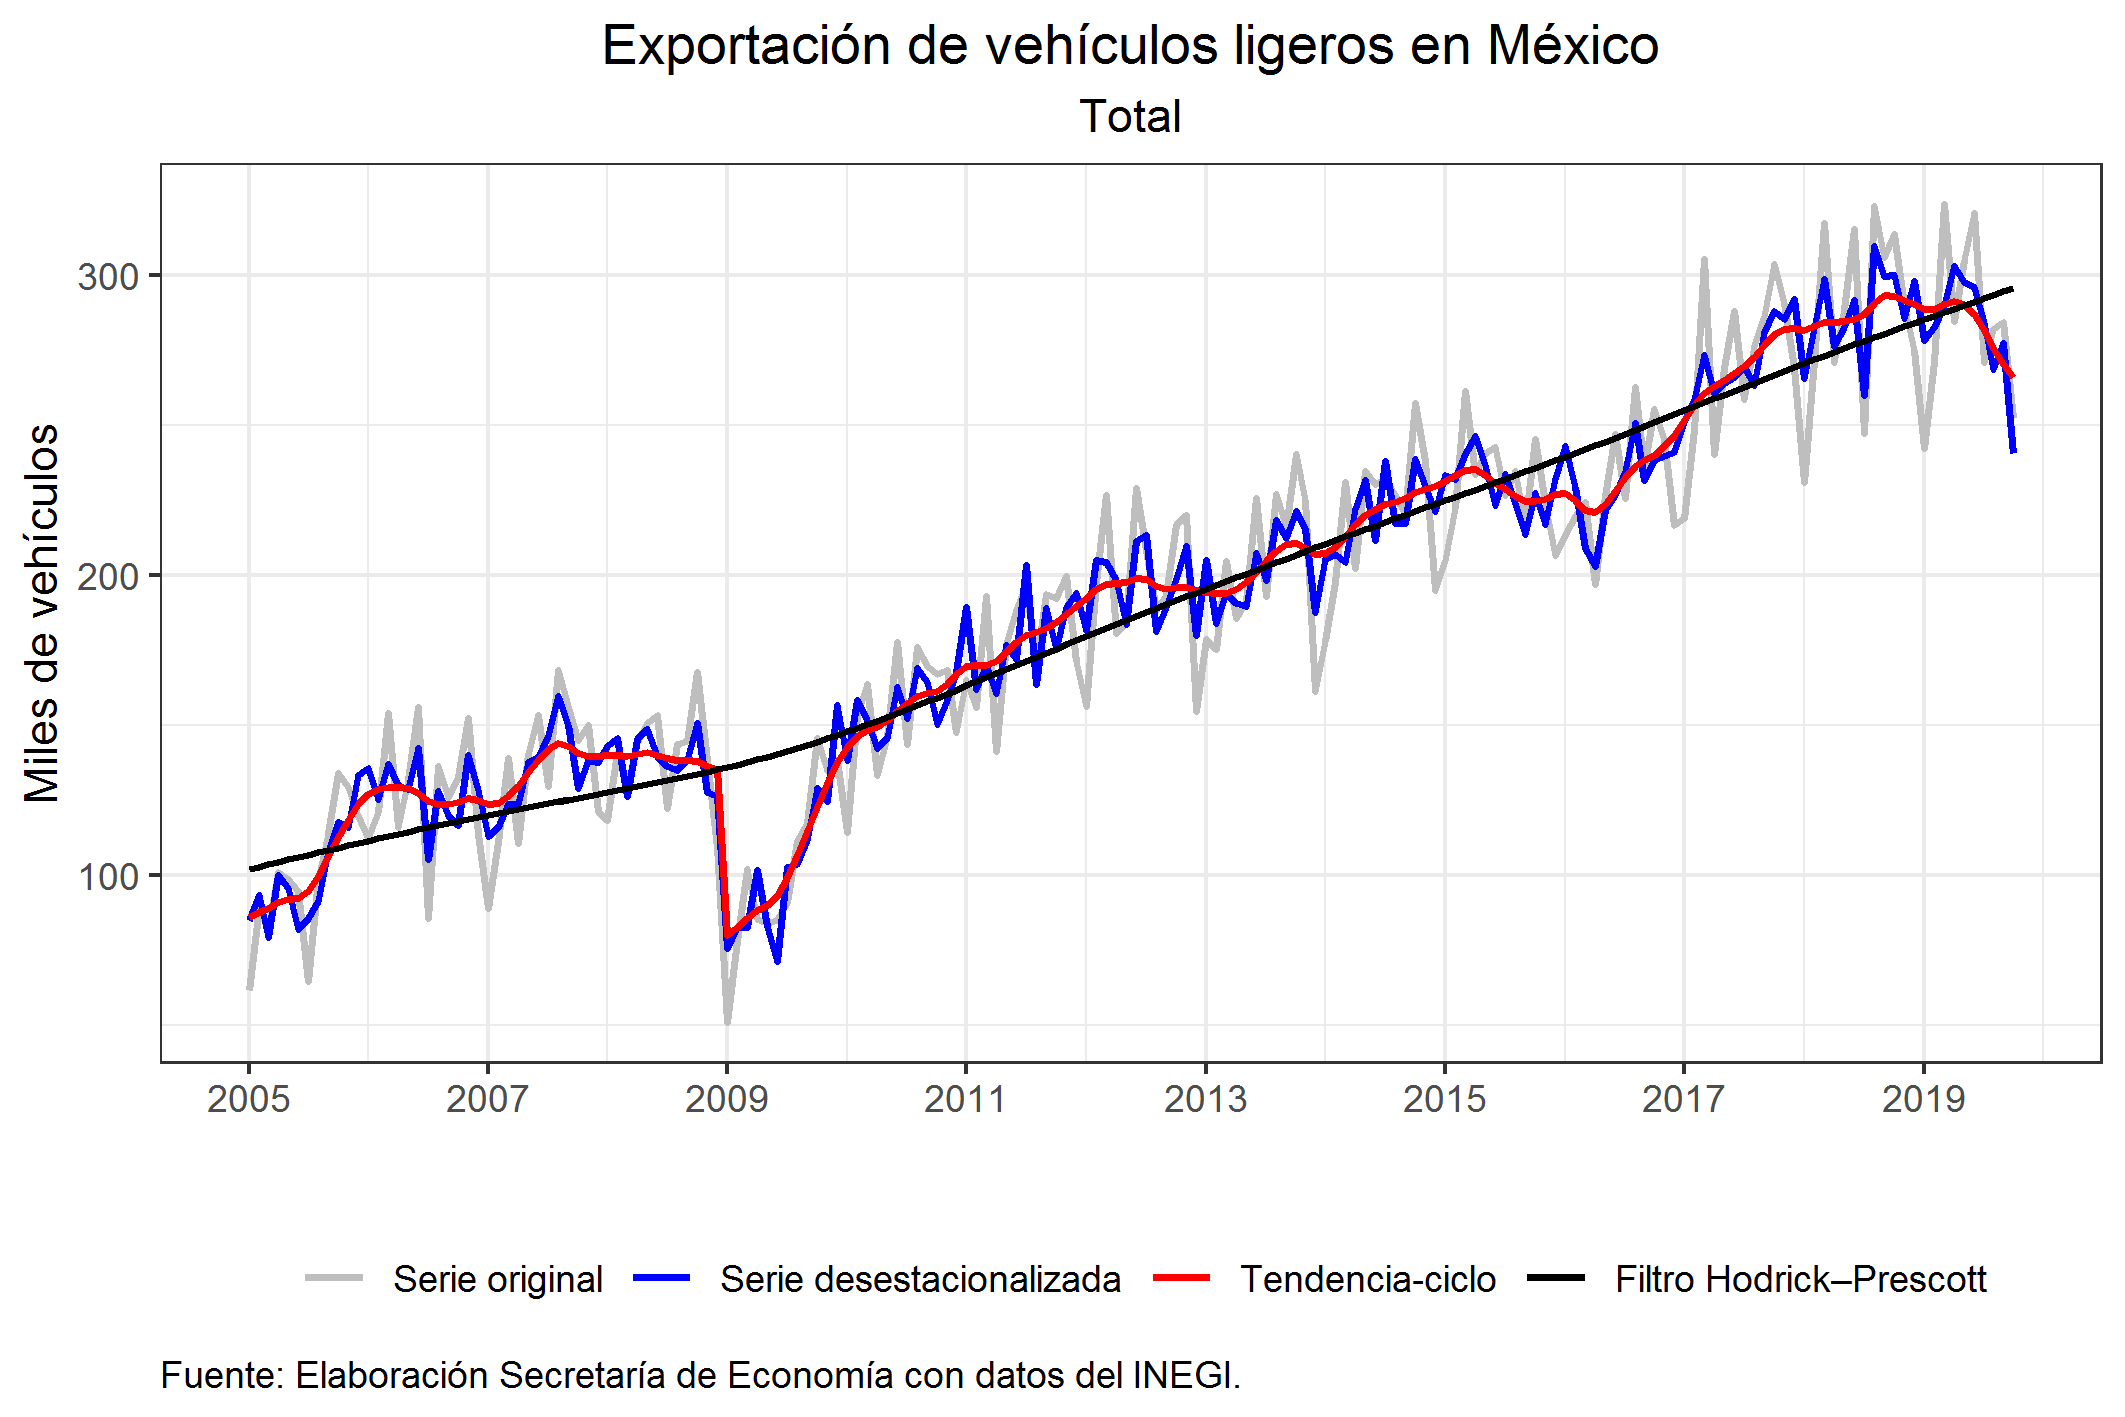 Exportación de vehículos ligeros en México
Total
Miles de vehículos
300
200
100
2005 2007 2009 2011 2013 2015 2017 2019
Serie original Serie desestacionalizada Tendencia-ciclo Filtro Hodrick–Prescott
Fuente: Elaboración Secretaría de Economía con datos del INEGI.